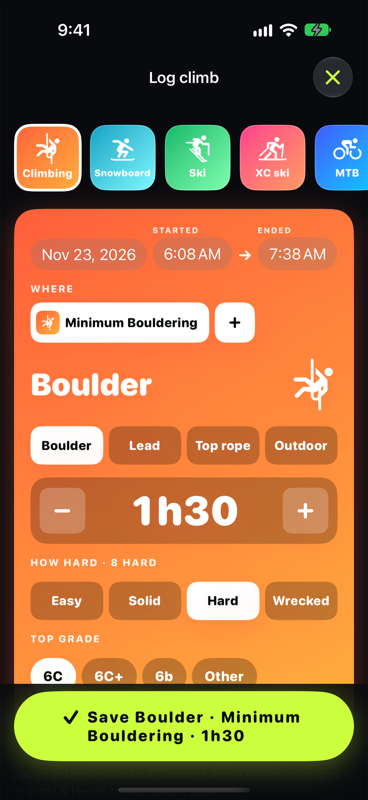 9:41
Log climb
Climbing
Snowboard
Ski
XC ski
MTB
STARTED
ENDED
Nov 23, 2026
6:08 AM
→
7:38 AM
WHERE
Minimum Bouldering
+
Boulder
Boulder
Lead
Top rope
Outdoor
−
1h30
+
HOW HARD · 8 HARD
Easy
Solid
Hard
Wrecked
TOP GRADE
6C
6C+
6b
Other
✓ Save Boulder · Minimum
Bouldering · 1h30